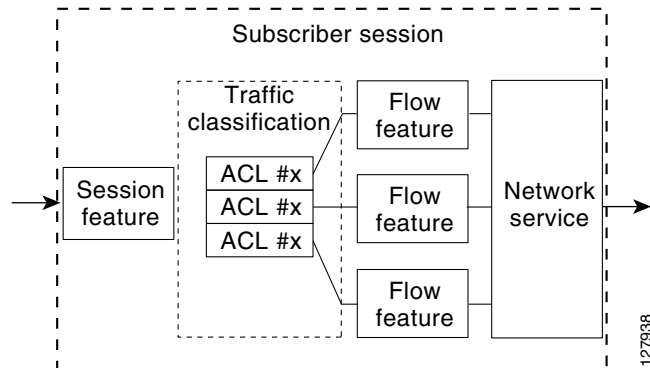 Subscriber session
Traffic
classification
Session
feature
ACL #x
ACL #x
ACL #x
Flow
feature
Flow
feature
Flow
feature
Network
service
127938